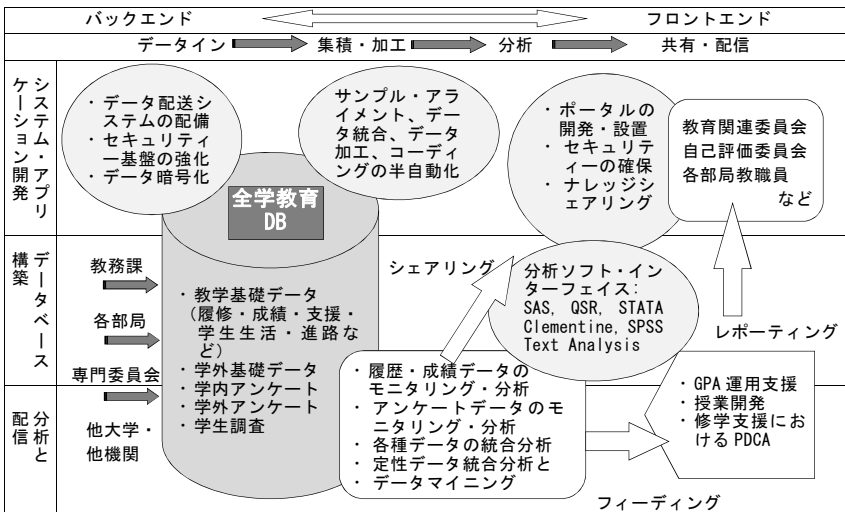 バックエンド
フロントエンド
データイン
集積・加工
分析
共有・配信
システム・アプリ
ケーション開発
・データ配送シ
ステムの配備
・セキュリティ
ー基盤の強化
・データ暗号化
サンプル・アラ
イメント、デー
タ統合、データ
加工、コーディ
ングの半自動化
・ポータルの
開発・設置
・セキュリ
ティーの確保
・ナレッジシ
ェアリング
教育関連委員会
自己評価委員会
各部局教職員
など
全学教育
DB
データベース
構築
教務課
各部局
専門委員会
他大学・
他機関
・教学基礎データ
（履修・成績・支援・
学生生活・進路な
ど）
・学外基礎データ
・学内アンケート
・学外アンケート
・学生調査
シェアリング
分析ソフト・イン
ターフェイス：
SAS, QSR, STATA
Clementine, SPSS
Text Analysis
レポーティング
分析と
配信
・履歴・成績データの
モニタリング・分析
・アンケートデータのモ
ニタリング・分析
・各種データの統合分析
・定性データ統合分析と
・データマイニング
・GPA 運用支援
・授業開発
・修学支援にお
ける PDCA
フィーディング